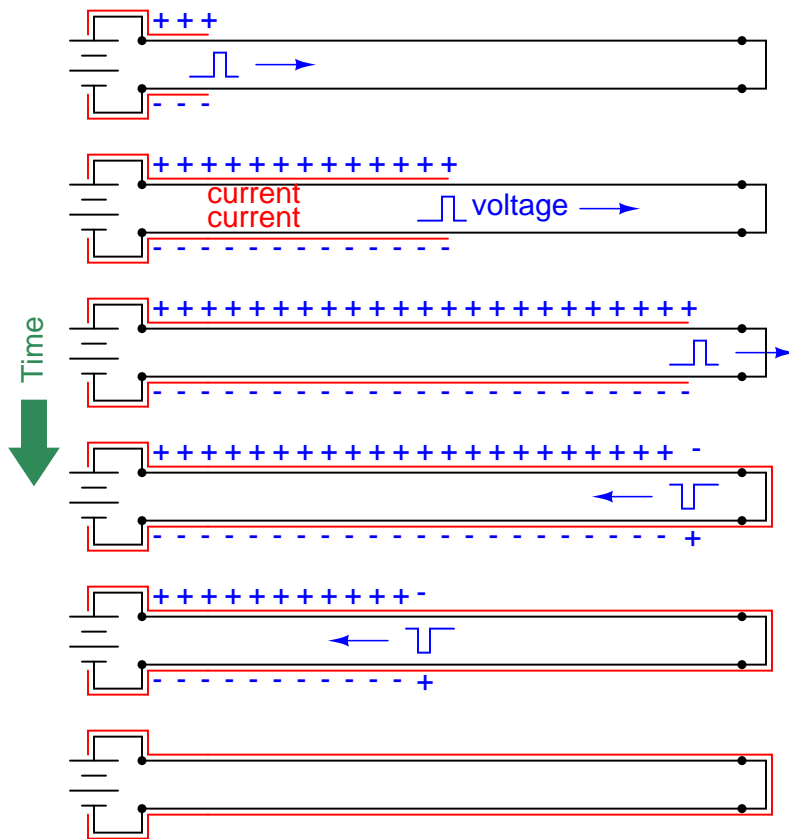 + + +
- - -
+ + + + + + + + + + + + +
current
current
voltage
- - - - - - - - - - - - -
+ + + + + + + + + + + + + + + + + + + + + + +
Time
- - - - - - - - - - - - - - - - - - - - - - -
+ + + + + + + + + + + + + + + + + + + + + + -
- - - - - - - - - - - - - - - - - - - - - - +
+ + + + + + + + + + + -
- - - - - - - - - - - +